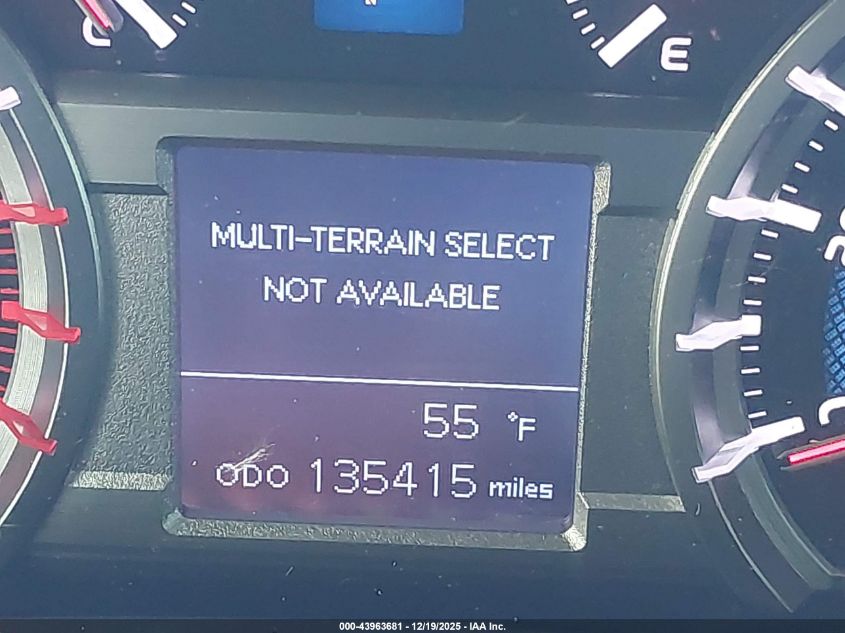 C
N
E
MULTI-TERRAIN SELECT
NOT AVAILABLE
55 °F
ODO 135415 miles
000-43963681 - 12/19/2025 - IAA Inc.